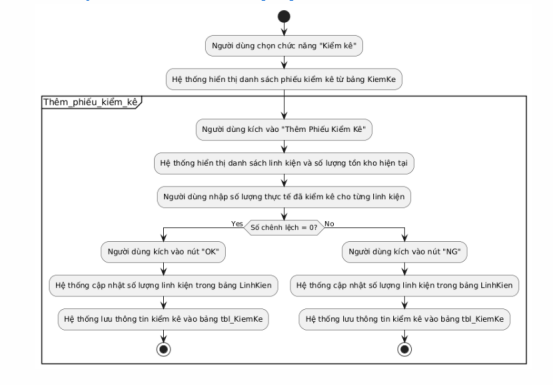 Người dùng chọn chức năng "Kiểm kê"
Hệ thống hiển thị danh sách phiếu kiểm kê từ bảng KiemKe
Thêm_phiếu_kiểm_kê
Người dùng kích vào "Thêm Phiếu Kiểm Kê"
Hệ thống hiển thị danh sách linh kiện và số lượng tồn kho hiện tại
Người dùng nhập số lượng thực tế đã kiểm kê cho từng linh kiện
Yes
Số chênh lệch = 0?
No
Người dùng kích vào nút "OK"
Hệ thống cập nhật số lượng linh kiện trong bảng LinhKien
Hệ thống lưu thông tin kiểm kê vào bảng tbl_KiemKe
Người dùng kích vào nút "NG"
Hệ thống cập nhật số lượng linh kiện trong bảng LinhKien
Hệ thống lưu thông tin kiểm kê vào bảng tbl_KiemKe